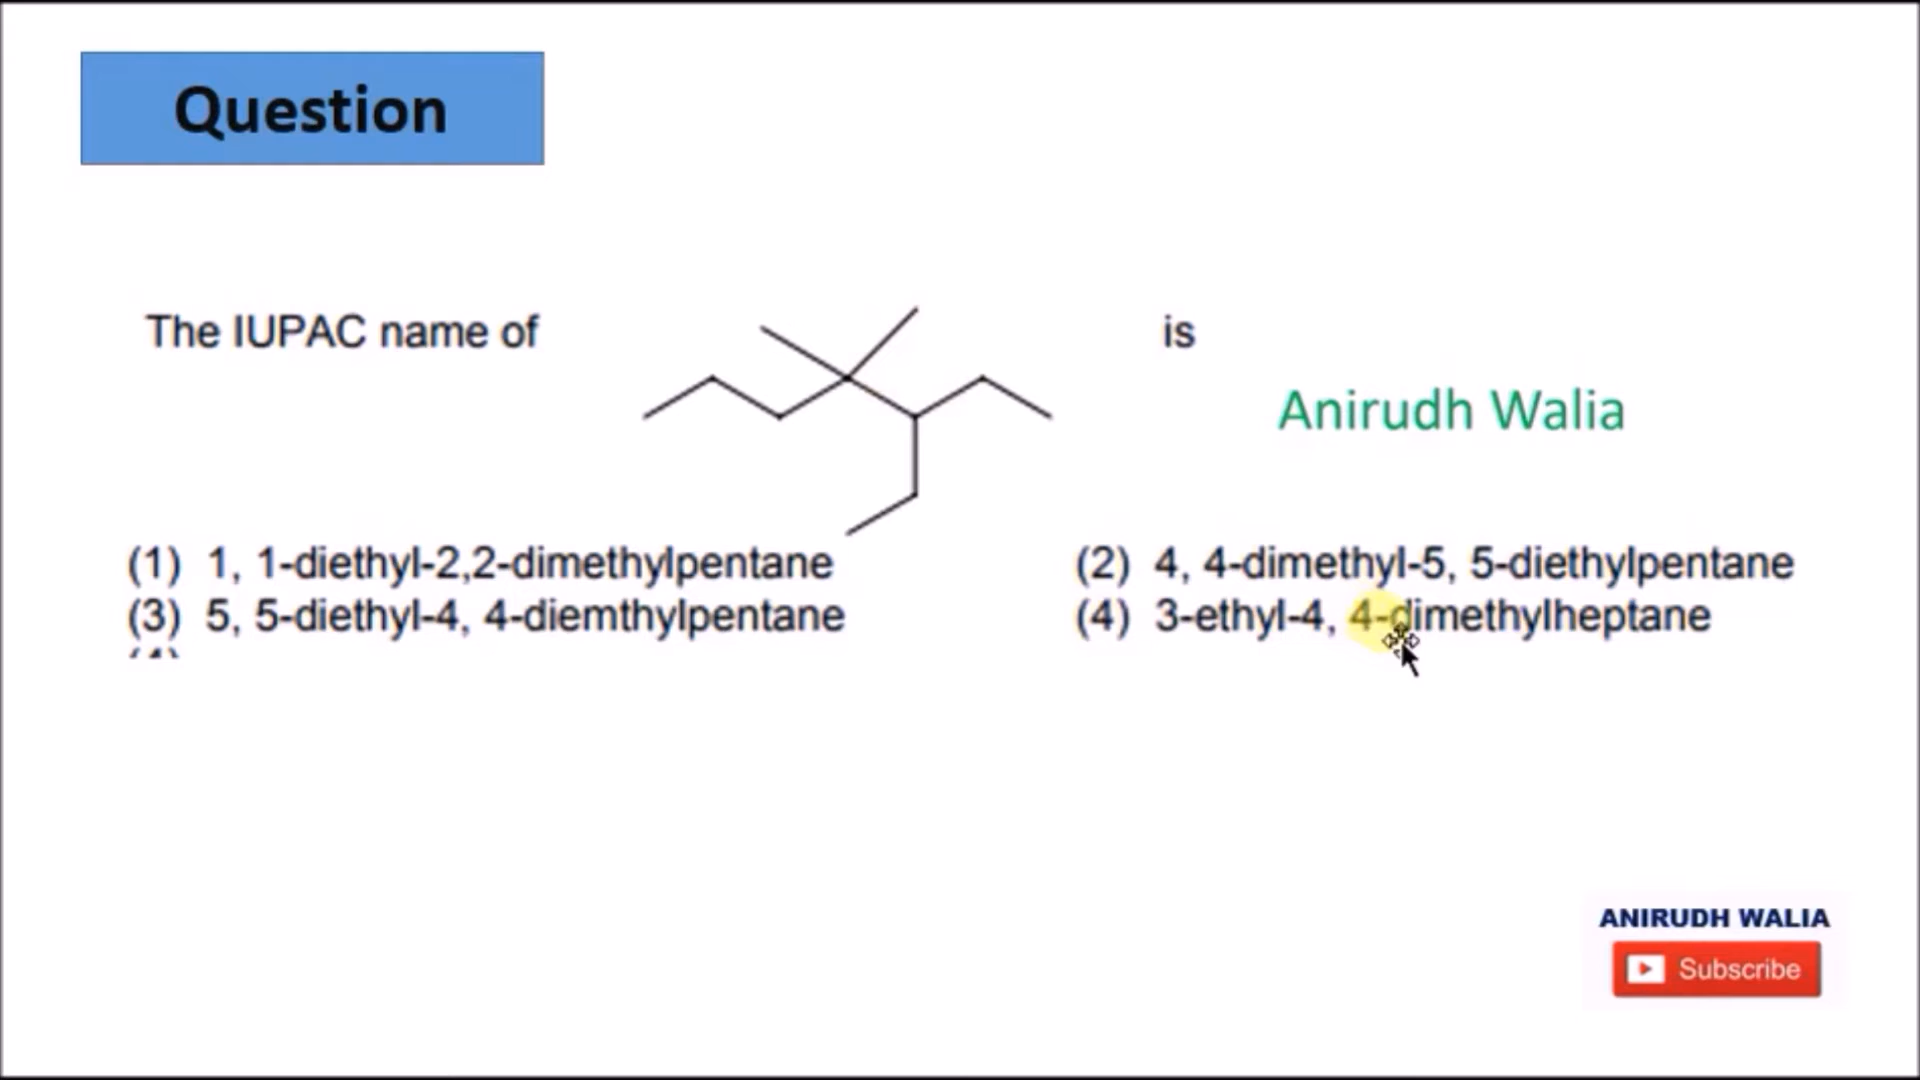 Question
The IUPAC name of is
Anirudh Walia
(1) 1, 1-diethyl-2,2-dimethylpentane (2) 4, 4-dimethyl-5, 5-diethylpentane
(3) 5, 5-diethyl-4, 4-diemthylpentane (4) 3-ethyl-4, 4-dimethylheptane
ANIRUDH WALIA
Subscribe